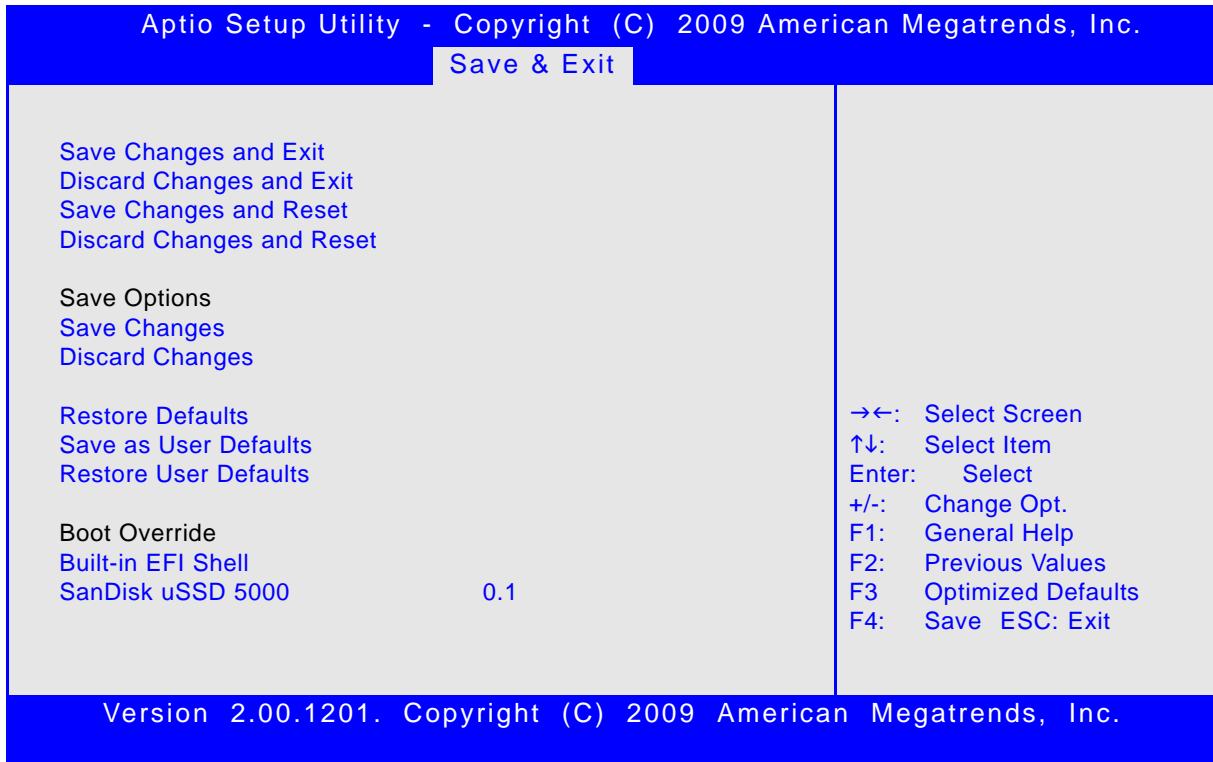 Aptio Setup Utility - Copyright (C) 2009 American Megatrends, Inc.
Save & Exit
Save Changes and Exit
Discard Changes and Exit
Save Changes and Reset
Discard Changes and Reset
Save Options
Save Changes
Discard Changes
Restore Defaults
Save as User Defaults
Restore User Defaults
Boot Override
Built-in EFI Shell
SanDisk uSSD 5000 0.1
→←: Select Screen
↑↓: Select Item
Enter: Select
+/-: Change Opt.
F1: General Help
F2: Previous Values
F3 Optimized Defaults
F4: Save ESC: Exit
Version 2.00.1201. Copyright (C) 2009 American Megatrends, Inc.